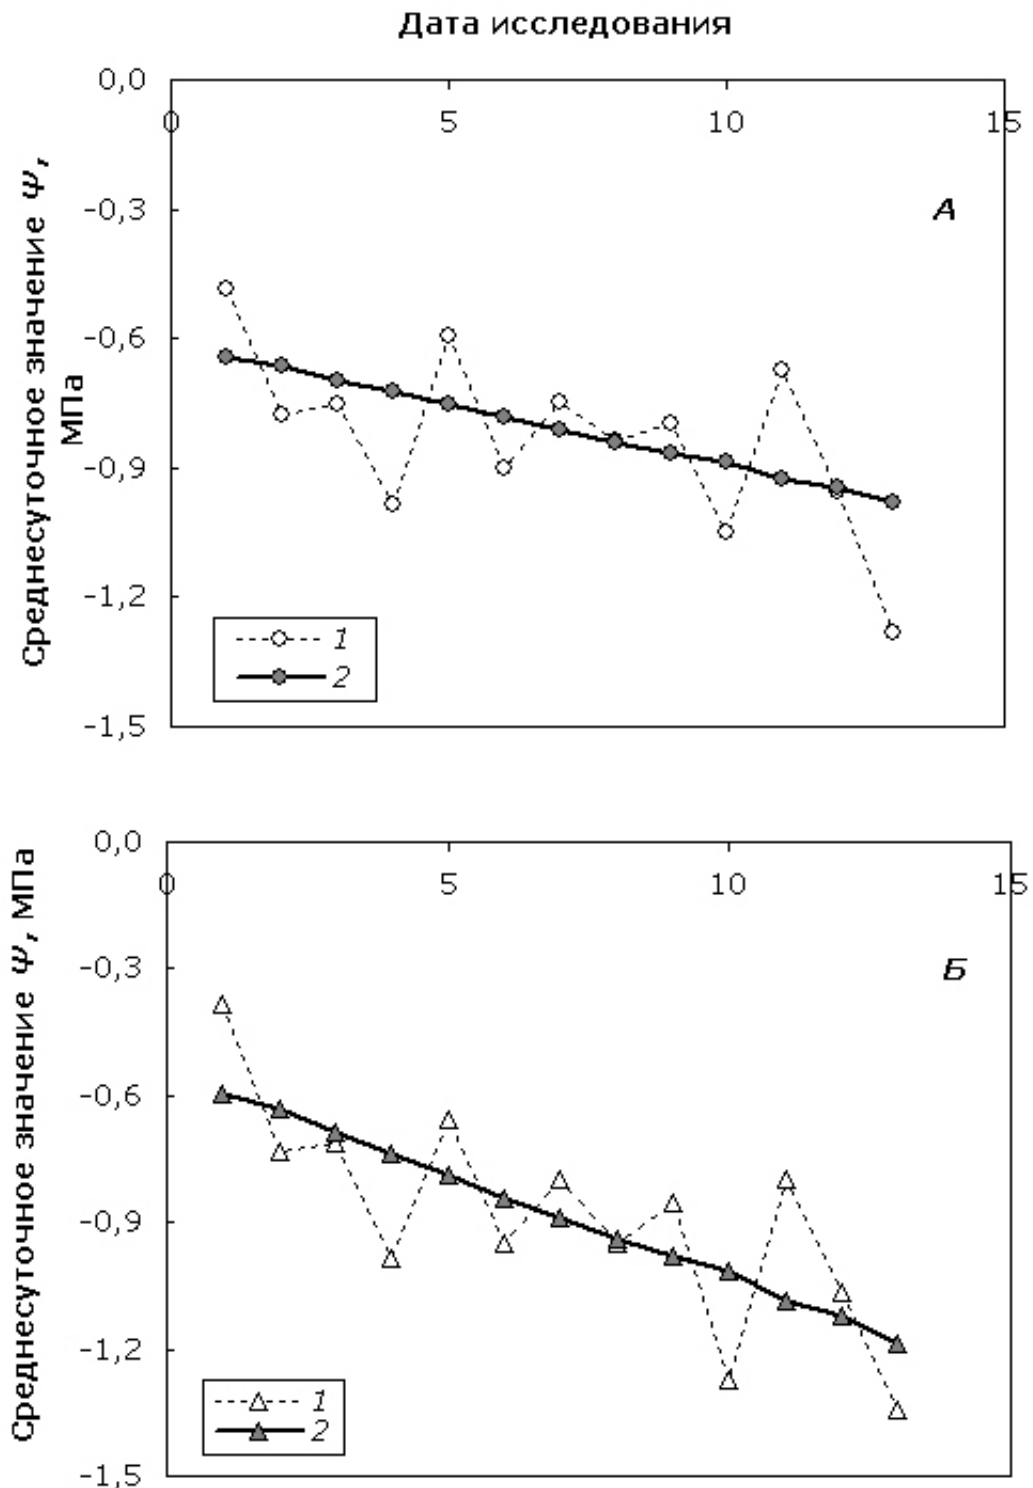 Дата исследования
0,0
0 5 10 15
-0,3
А
-0,6
-0,9
-1,2
-1,5
Среднесуточное значение Ψ,
МПа
1
2
0,0
0 5 10 15
-0,3
Б
-0,6
-0,9
-1,2
-1,5
Среднесуточное значение Ψ, МПа
1
2